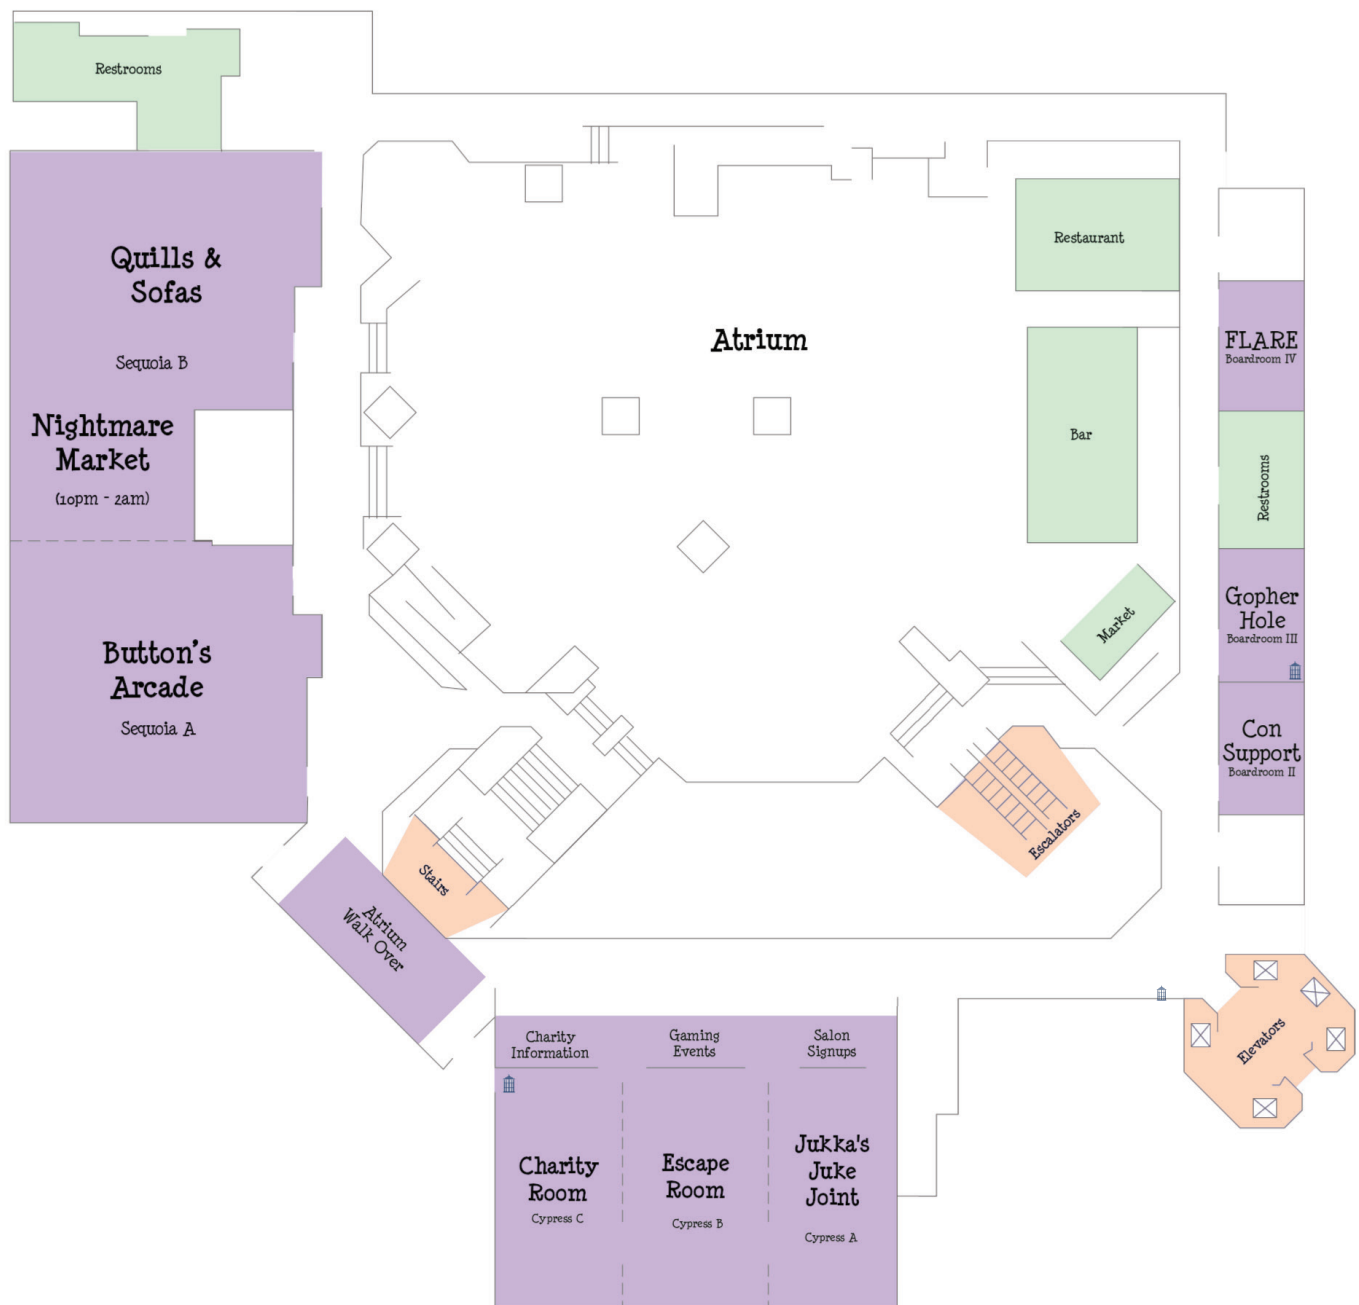 Restrooms
Quills &
Sofas
Sequoia B
Nightmare
Market
(10pm - 2am)
Button's
Arcade
Sequoia A
Atrium
Restaurant
Bar
Market
FLARE
Boardroom IV
Restrooms
Gopher
Hole
Boardroom III
Con
Support
Boardroom II
Stairs
Escalators
Atrium
Walk Over
Elevators
Charity
Information
Gaming
Events
Salon
Signups
Charity
Room
Cypress C
Escape
Room
Cypress B
Jukka's
Juke
Joint
Cypress A